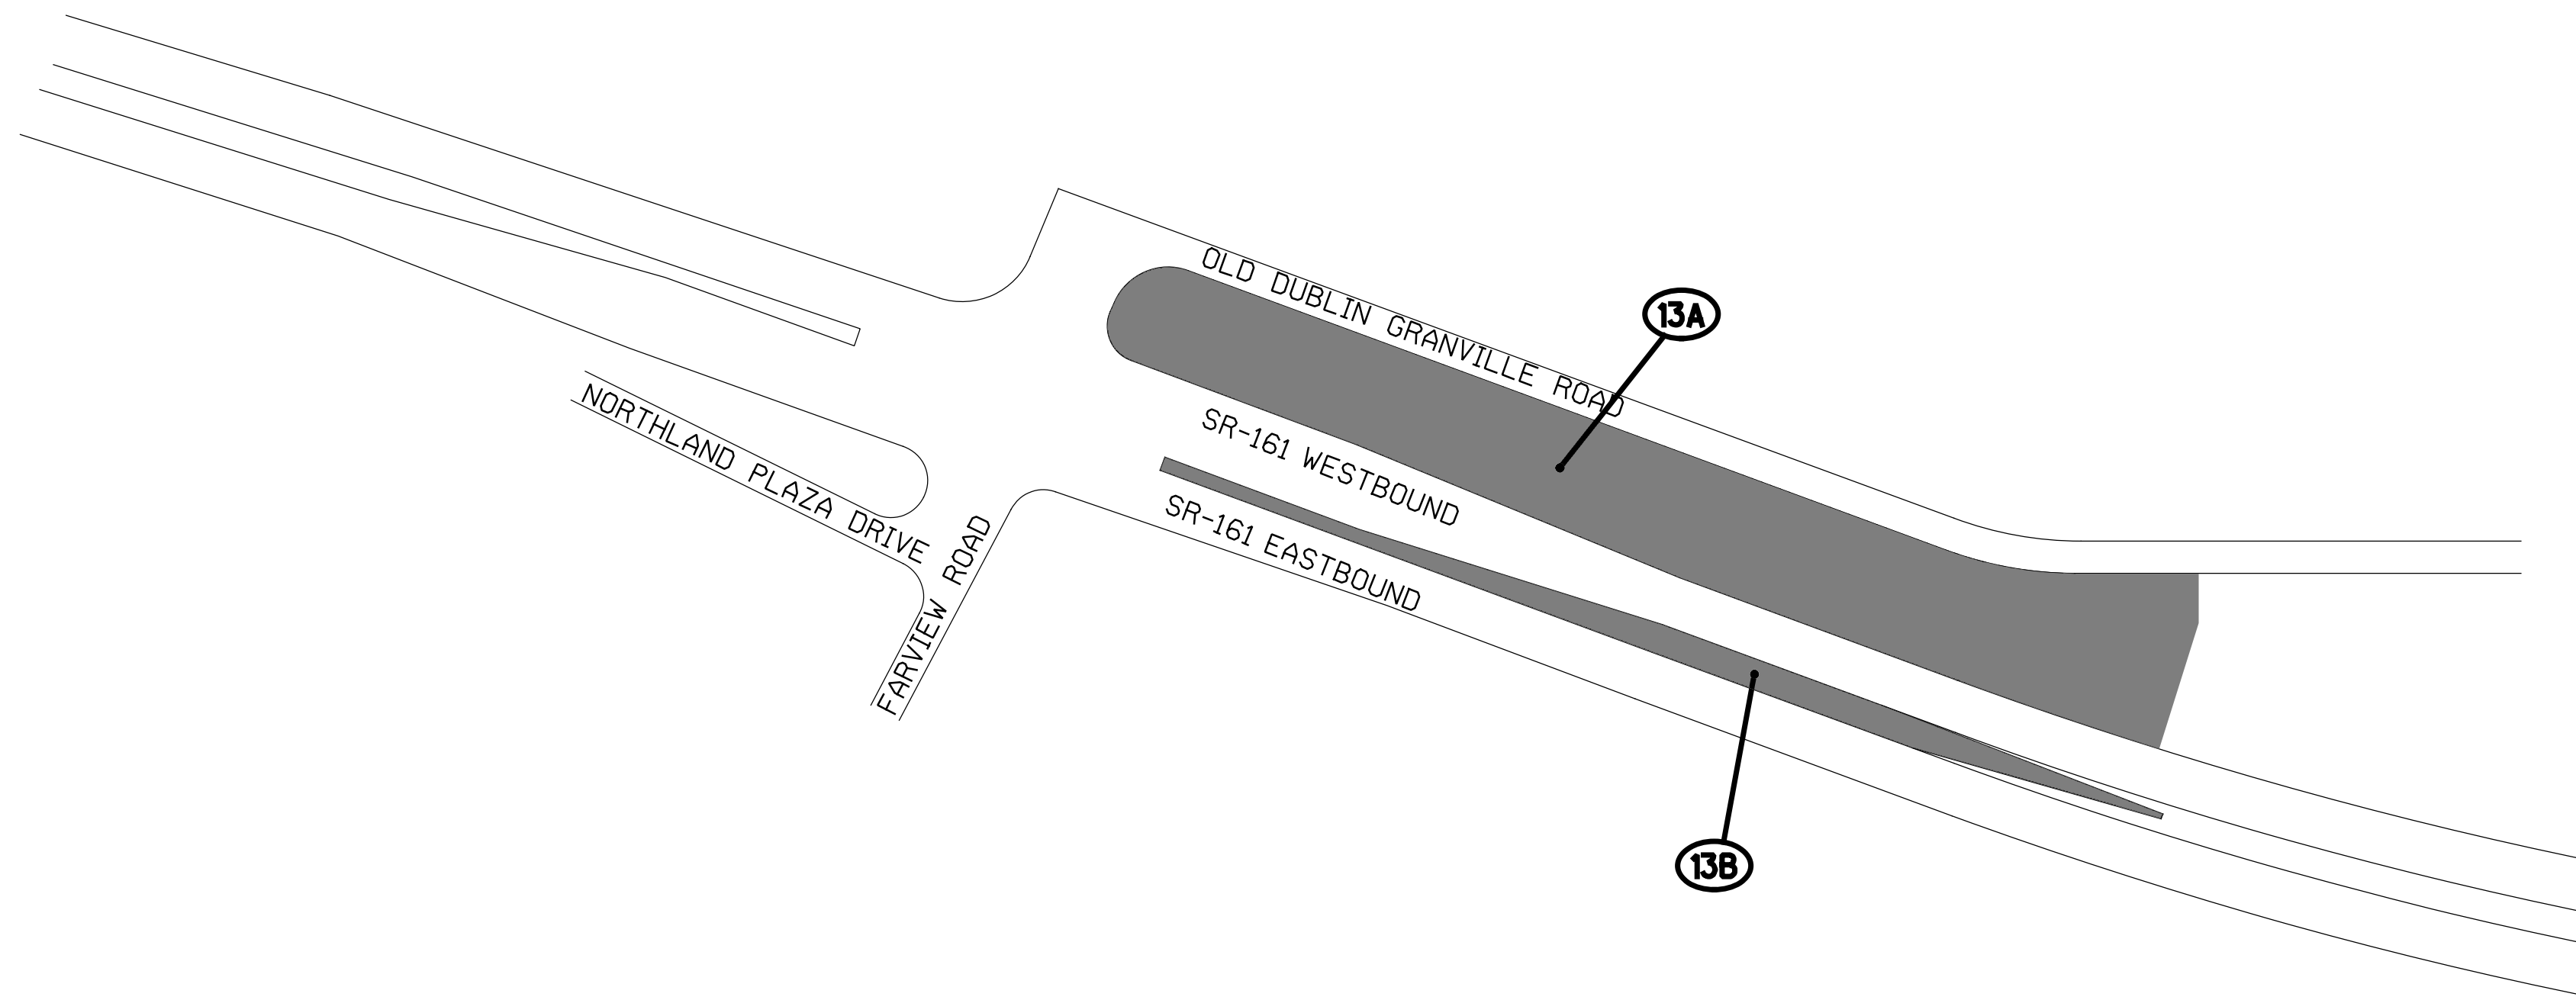 OLD DUBLIN GRANVILLE ROAD
13A
NORTHLAND PLAZA DRIVE
SR-161 WESTBOUND
SR-161 EASTBOUND
FARVIEW ROAD
13B